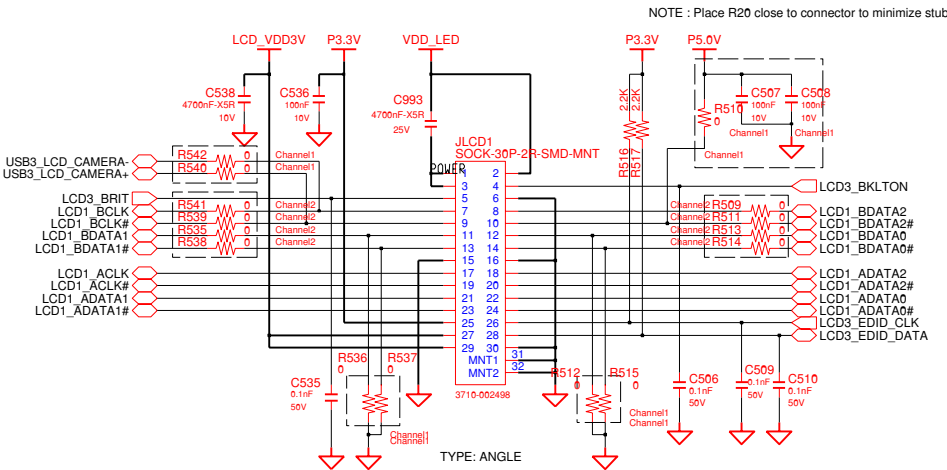 NOTE : Place R20 close to connector to minimize stub
LCD_VDD3V P3.3V VDD_LED P3.3V P5.0V
C538
4700nF-X5R
10V
C536
100nF
10V
C993
4700nF-X5R
25V
2.2K 2.2K
R516
R517
R510
0
Channel1
C507
100nF
10V
Channel1
C508
100nF
10V
JLCD1
SOCK-30P-2R-SMD-MNT
POWER
USB3_LCD_CAMERA- R542 0 Channel1
USB3_LCD_CAMERA+ R540 0 Channel1
LCD3_BRIT
LCD1_BCLK R541 0 Channel2
LCD1_BCLK# R539 0 Channel2
LCD1_BDATA1 R535 0 Channel2
LCD1_BDATA1# R538 0 Channel2
LCD1_ACLK
LCD1_ACLK#
LCD1_ADATA1
LCD1_ADATA1#
1 2
3 4
5 6
7 8
9 10
11 12
13 14
15 16
17 18
19 20
21 22
23 24
25 26
27 28
29 30
MNT1 31
MNT2 32
3710-002498
LCD3_BKLTON
Channel2 R509 0 LCD1_BDATA2
Channel2 R511 0 LCD1_BDATA2#
Channel2 R513 0 LCD1_BDATA0
Channel2 R514 0 LCD1_BDATA0#
LCD1_ADATA2
LCD1_ADATA2#
LCD1_ADATA0
LCD1_ADATA0#
LCD3_EDID_CLK
LCD3_EDID_DATA
C535
0.1nF
50V
R536
0
R537
0
Channel1
Channel1
R512
0
R515
0
Channel1
Channel1
C506
0.1nF
50V
C509
0.1nF
50V
C510
0.1nF
50V
TYPE: ANGLE